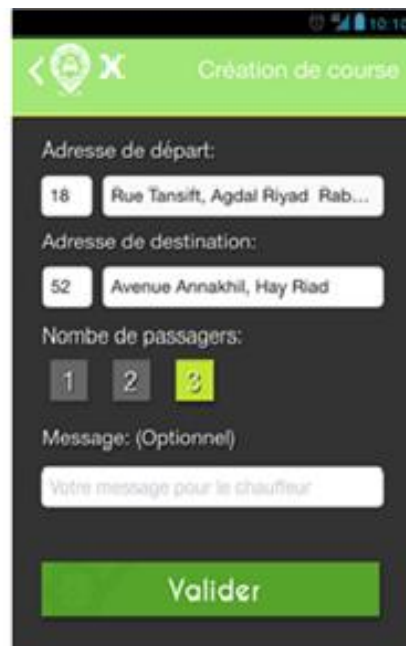 10:10
X
Création de course
Adresse de départ:
18 Rue Tansift, Agdal Riyad Rab...
Adresse de destination:
52 Avenue Annakhil, Hay Riad
Nombe de passagers:
1 2 3
Message: (Optionnel)
Votre message pour le chauffeur
Valider